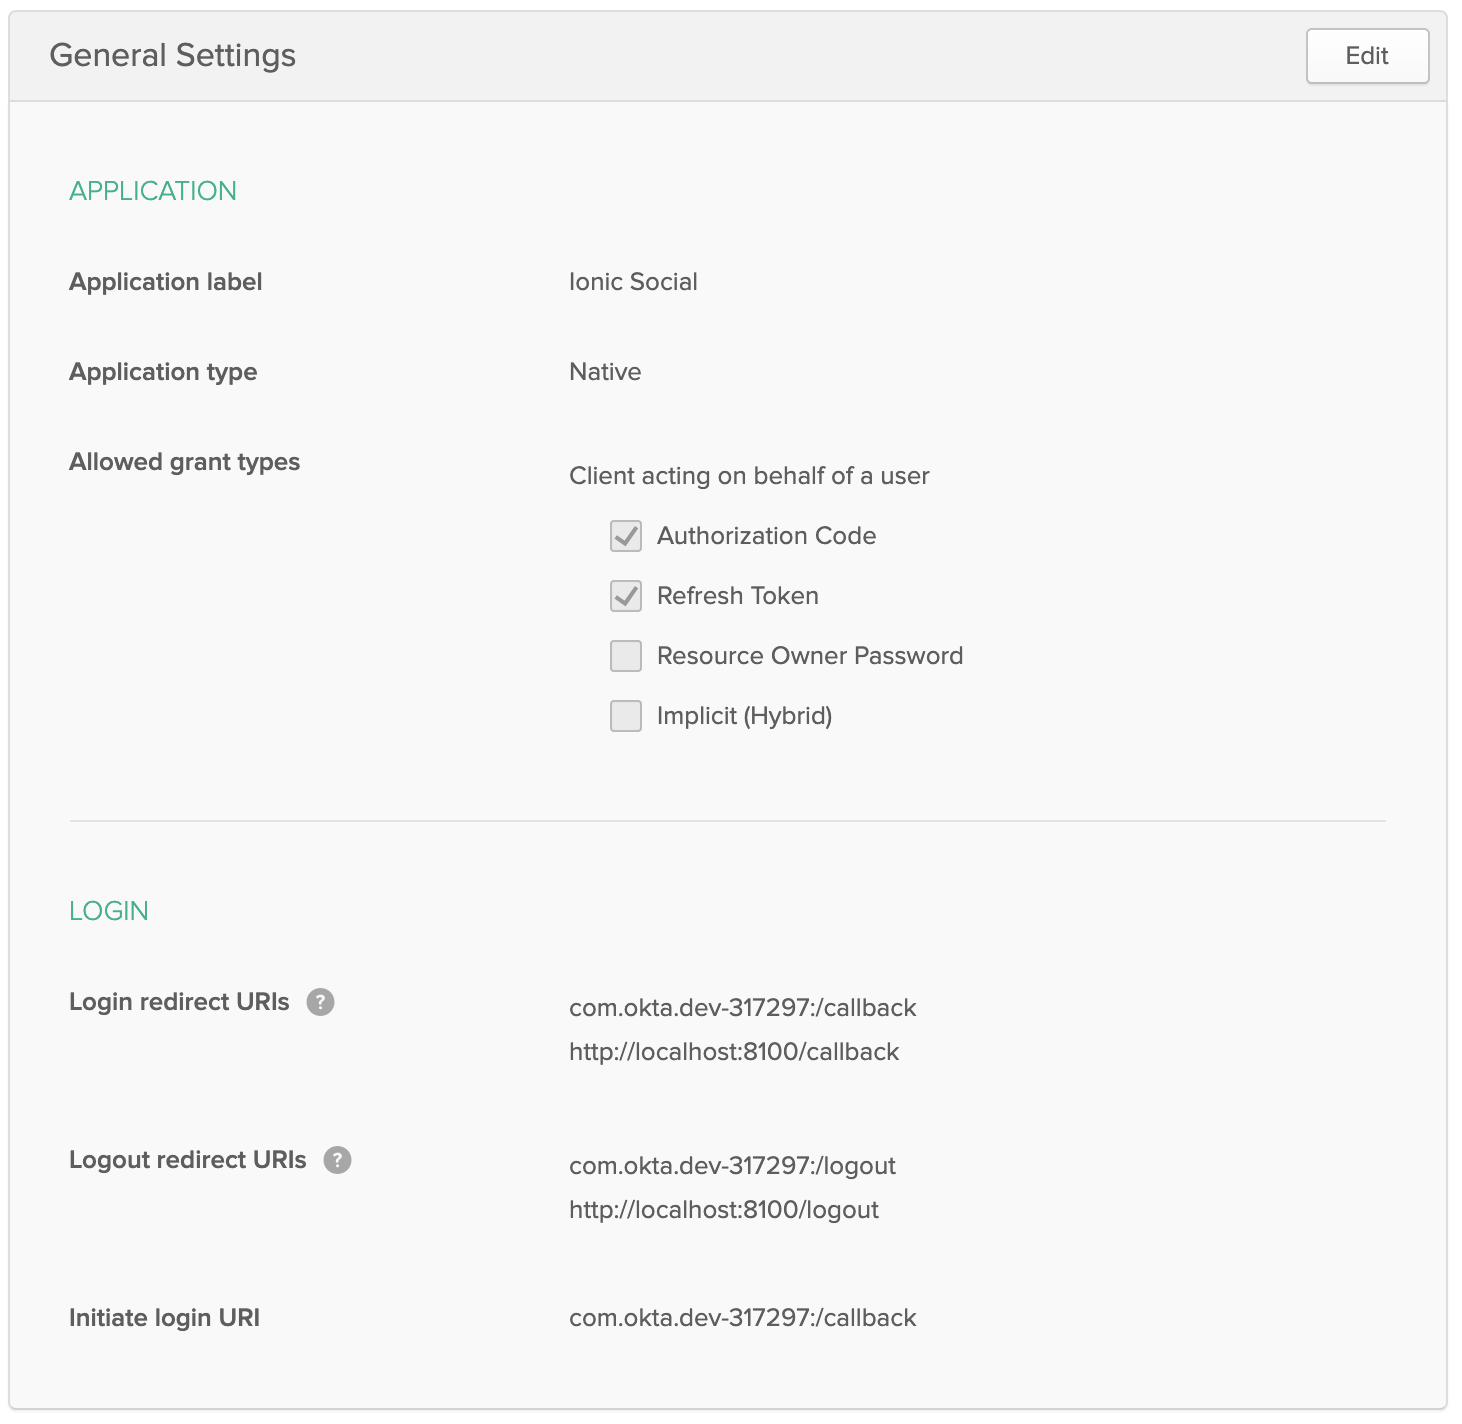 General Settings
Edit
APPLICATION
Application label
Ionic Social
Application type
Native
Allowed grant types
Client acting on behalf of a user
Authorization Code
Refresh Token
Resource Owner Password
Implicit (Hybrid)
LOGIN
Login redirect URIs ?
com.okta.dev-317297:/callback
http://localhost:8100/callback
Logout redirect URIs ?
com.okta.dev-317297:/logout
http://localhost:8100/logout
Initiate login URI
com.okta.dev-317297:/callback